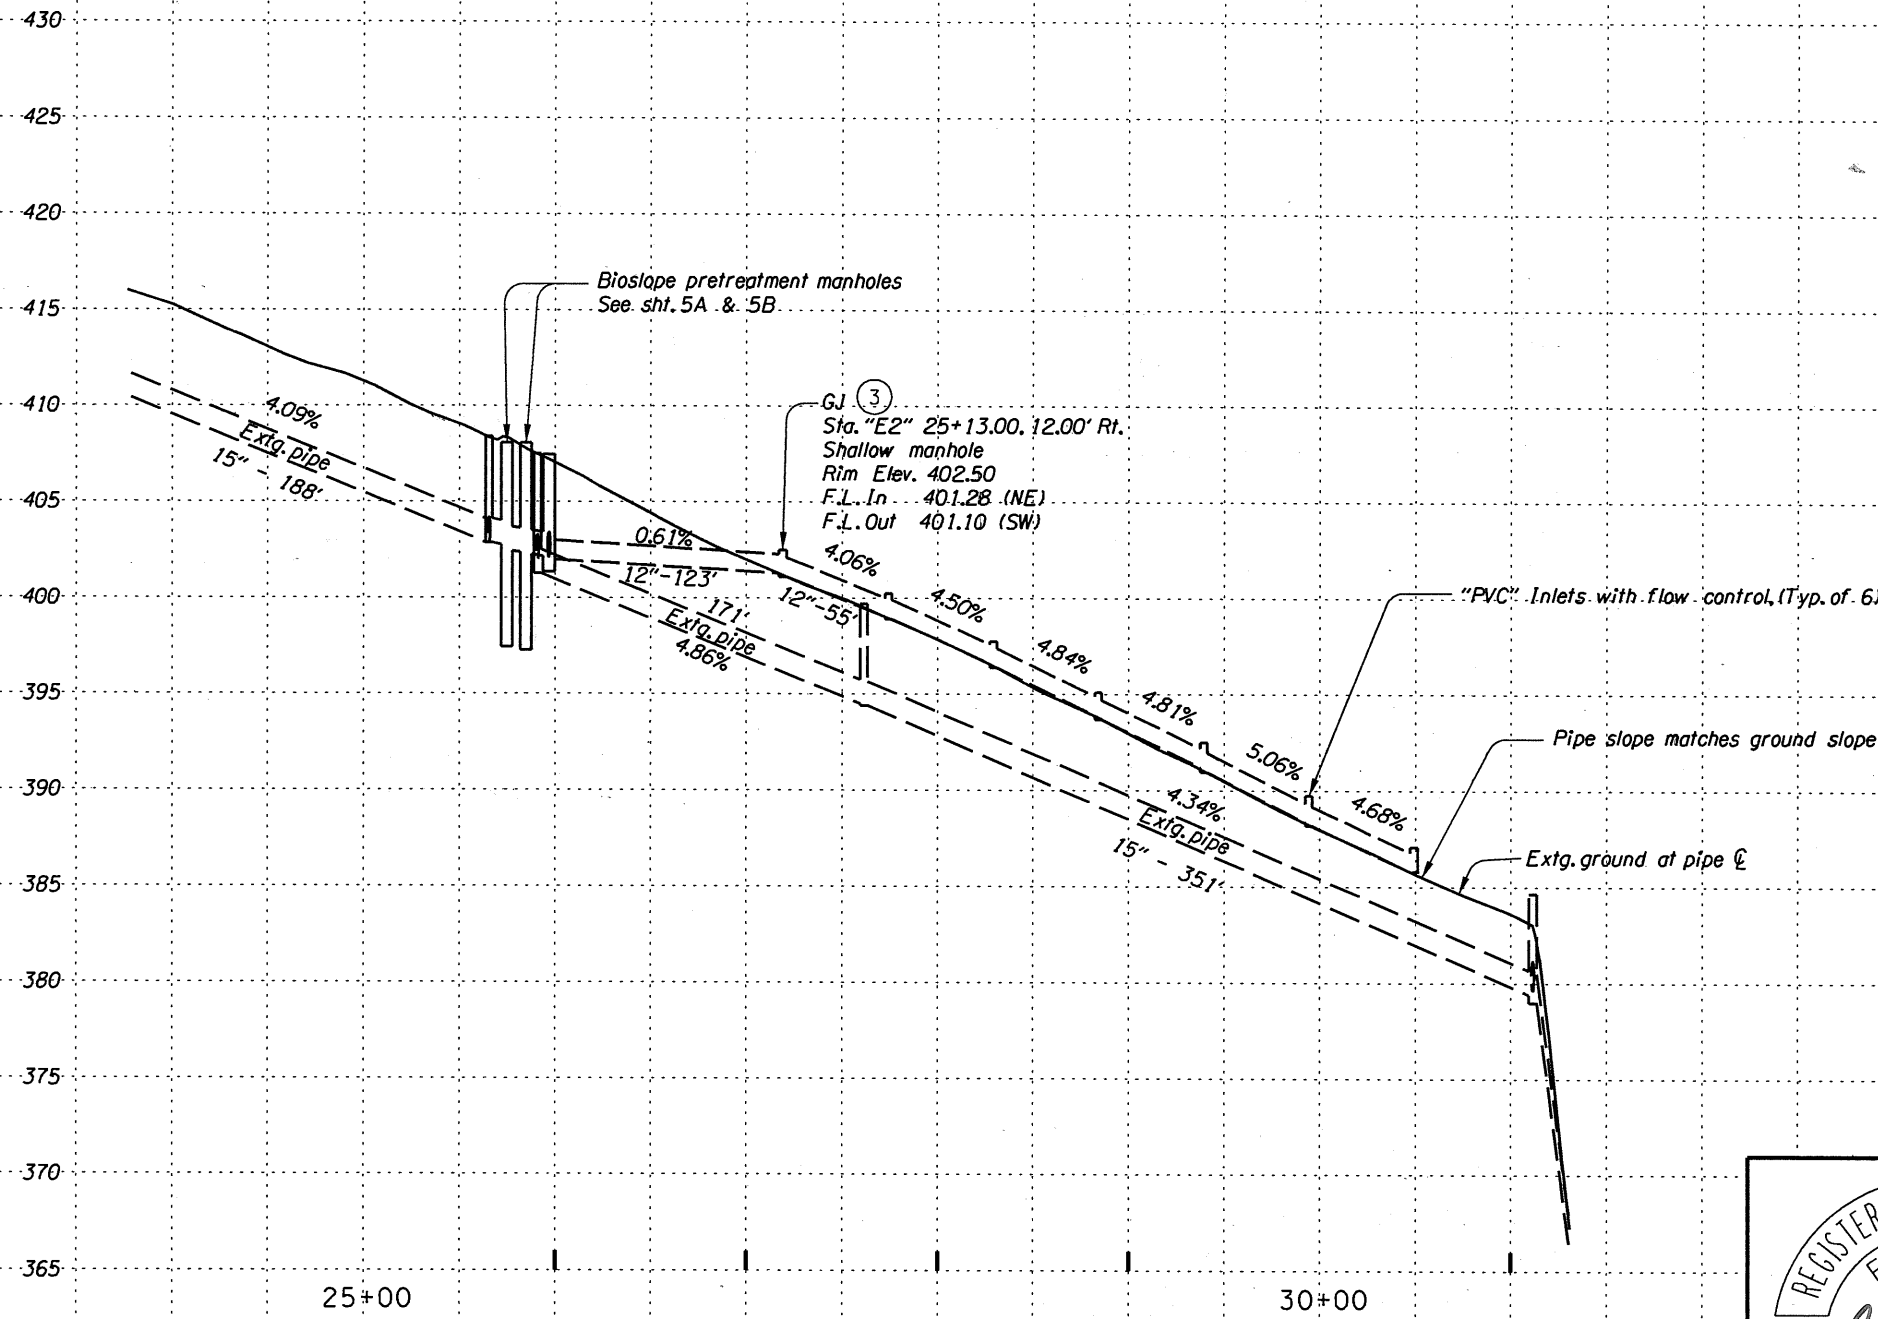 430
425
420
415
410
405
400
395
390
385
380
375
370
365
Bioslope pretreatment manholes
See sht. 5A & 5B
GJ 3
Sta. "E2" 25+13.00, 12.00' Rt.
Shallow manhole
Rim Elev. 402.50
F.L. In 401.28 (NE)
F.L. Out 401.10 (SW)
4.09%
Extg. pipe
15" - 188'
0.61%
12"-123'
171'
Extg. pipe
4.86%
12"-55'
4.06%
4.50%
4.84%
4.81%
5.06%
4.68%
"PVC" Inlets with flow control. (Typ. of 6)
Pipe slope matches ground slope
Extg. ground at pipe ℄
4.34%
Extg. pipe
15" - 351'
25+00
30+00
REGISTER